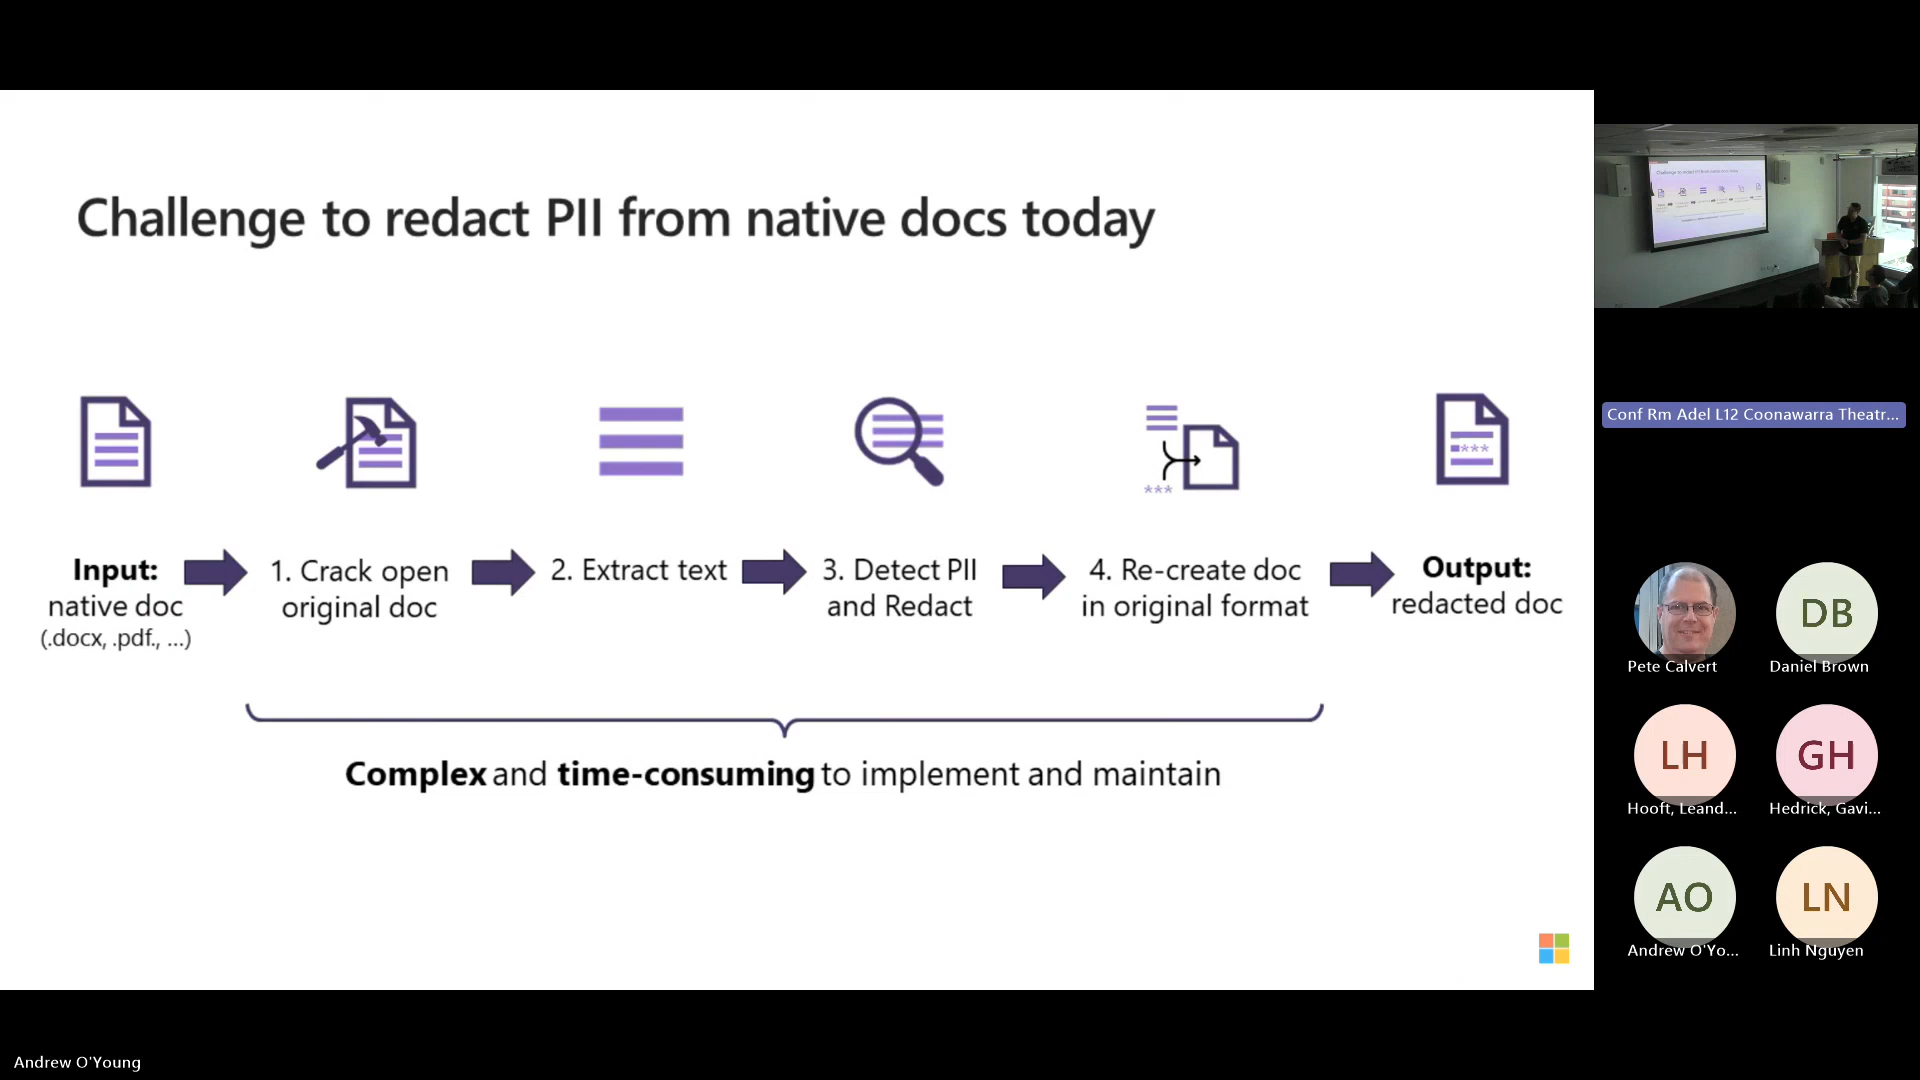 Challenge to redact PII from native docs today
***
***
Input:
native doc
(.docx, .pdf., ...)
1. Crack open
original doc
2. Extract text
3. Detect PII
and Redact
4. Re-create doc
in original format
Output:
redacted doc
Complex and time-consuming to implement and maintain
Conf Rm Adel L12 Coonawarra Theatr...
Pete Calvert
DB
Daniel Brown
LH
Hooft, Leand...
GH
Hedrick, Gavi...
AO
Andrew O'Yo...
LN
Linh Nguyen
Andrew O'Young